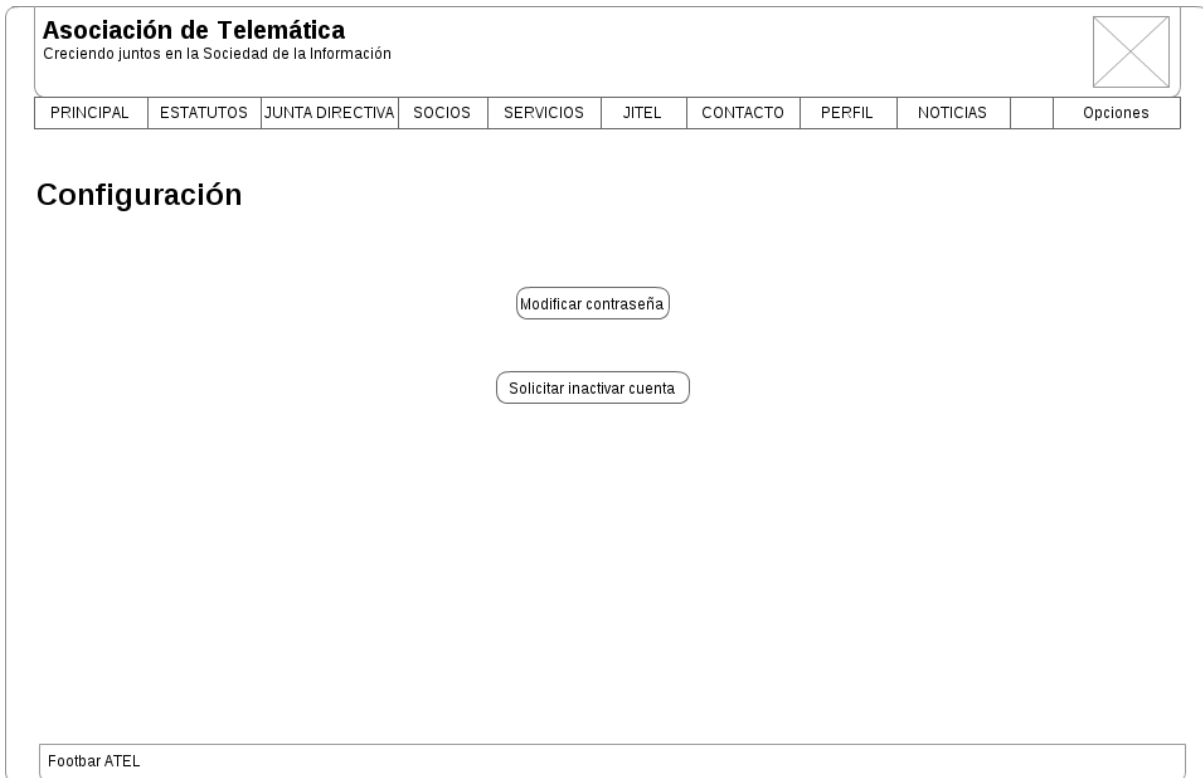 Asociación de Telemática
Creciendo juntos en la Sociedad de la Información
PRINCIPAL ESTATUTOS JUNTA DIRECTIVA SOCIOS SERVICIOS JITEL CONTACTO PERFIL NOTICIAS Opciones
Configuración
Modificar contraseña
Solicitar inactivar cuenta
Footbar ATEL